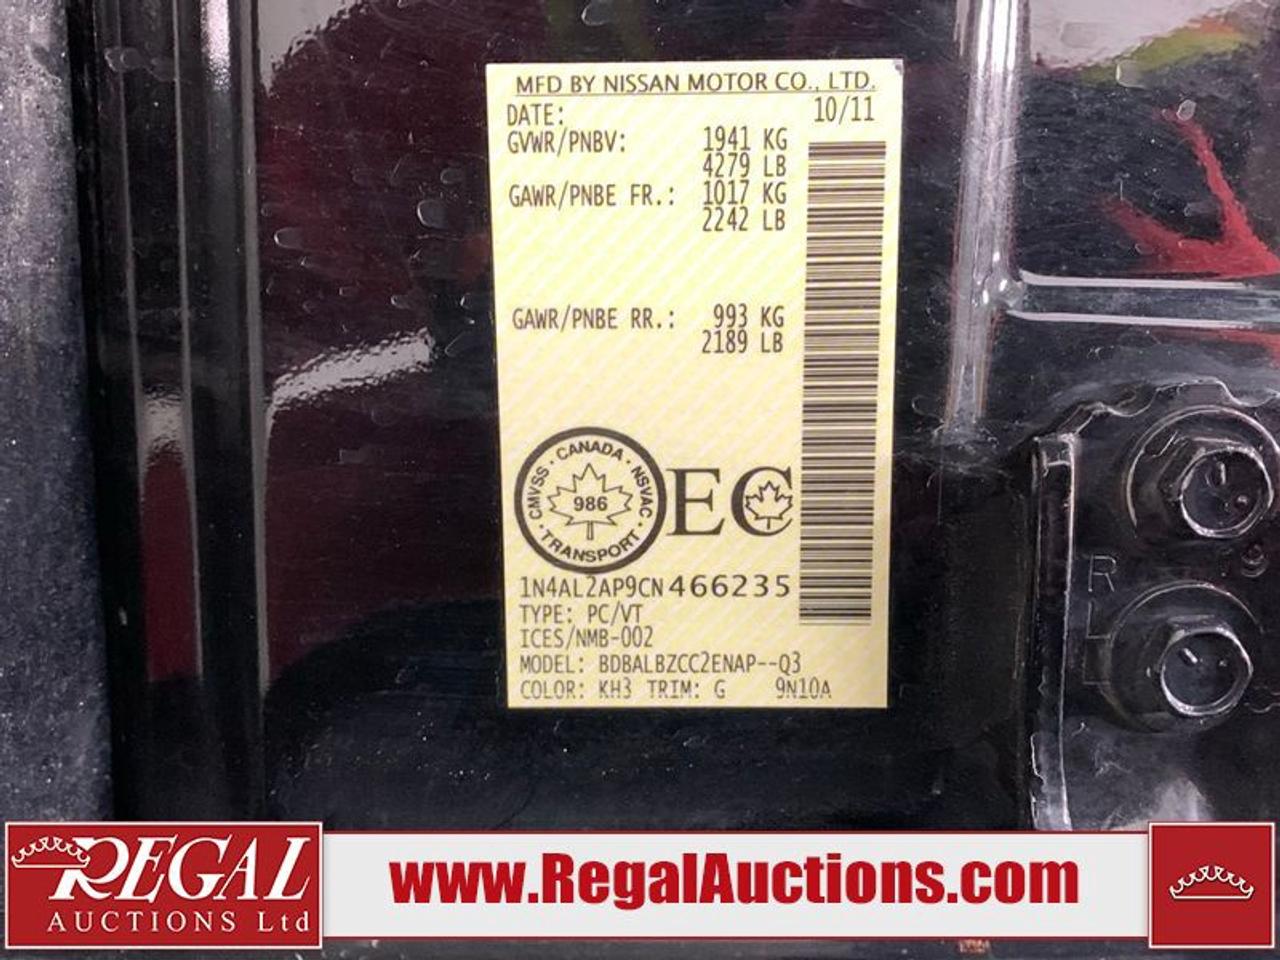 MFD BY NISSAN MOTOR CO., LTD.
DATE: 10/11
GVWR/PNBV: 1941 KG
4279 LB
GAWR/PNBE FR.: 1017 KG
2242 LB
GAWR/PNBE RR.: 993 KG
2189 LB
CMVSS · CANADA · NSVAC · TRANSPORT ·
986
EC
1N4AL2AP9CN466235
TYPE: PC/VT
ICES/NMB-002
MODEL: BDBALBZCC2ENAP--Q3
COLOR: KH3 TRIM: G 9N10A
R
L
REGAL
AUCTIONS Ltd
www.RegalAuctions.com